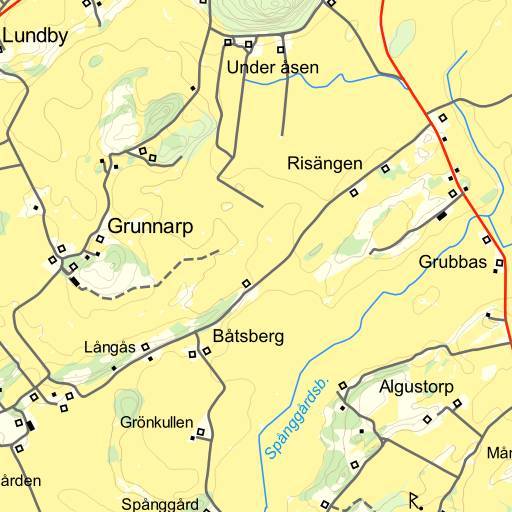 Lundby
Under åsen
Risängen
Grunnarp
Grubbas
Båtsberg
Långås
Algustorp
Spånggårdsb.
Grönkullen
Spånggård
R.